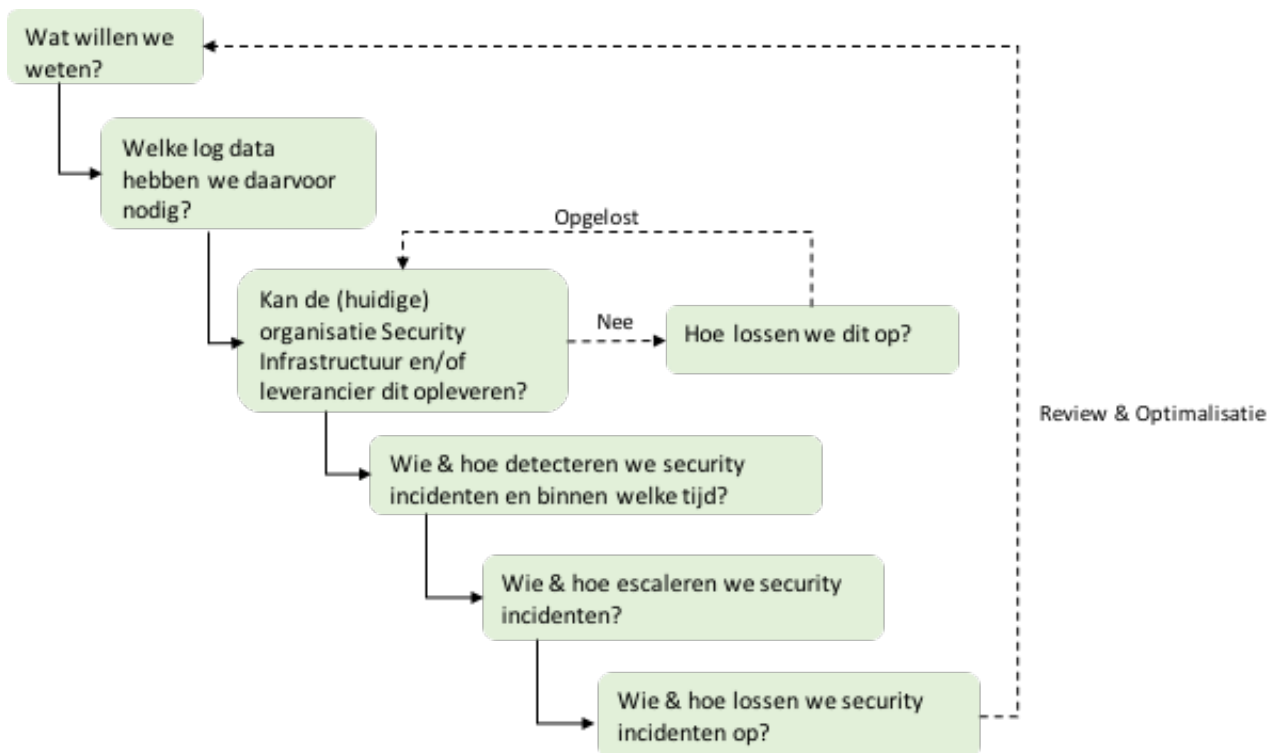 Wat willen we
weten?
Welke log data
hebben we daarvoor
nodig?
Opgelost
Kan de (huidige)
organisatie Security
Infrastructuur en/of
leverancier dit opleveren?
Nee
Hoe lossen we dit op?
Review & Optimalisatie
Wie & hoe detecteren we security
incidenten en binnen welke tijd?
Wie & hoe escaleren we security
incidenten?
Wie & hoe lossen we security
incidenten op?